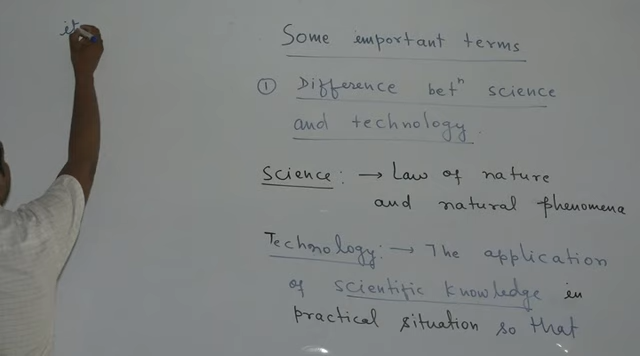 Some important terms
① Difference betⁿ science
and technology.
Science: → Law of nature
and natural phenomena
Technology: → The application
of scientific knowledge in
practical situation so that
it